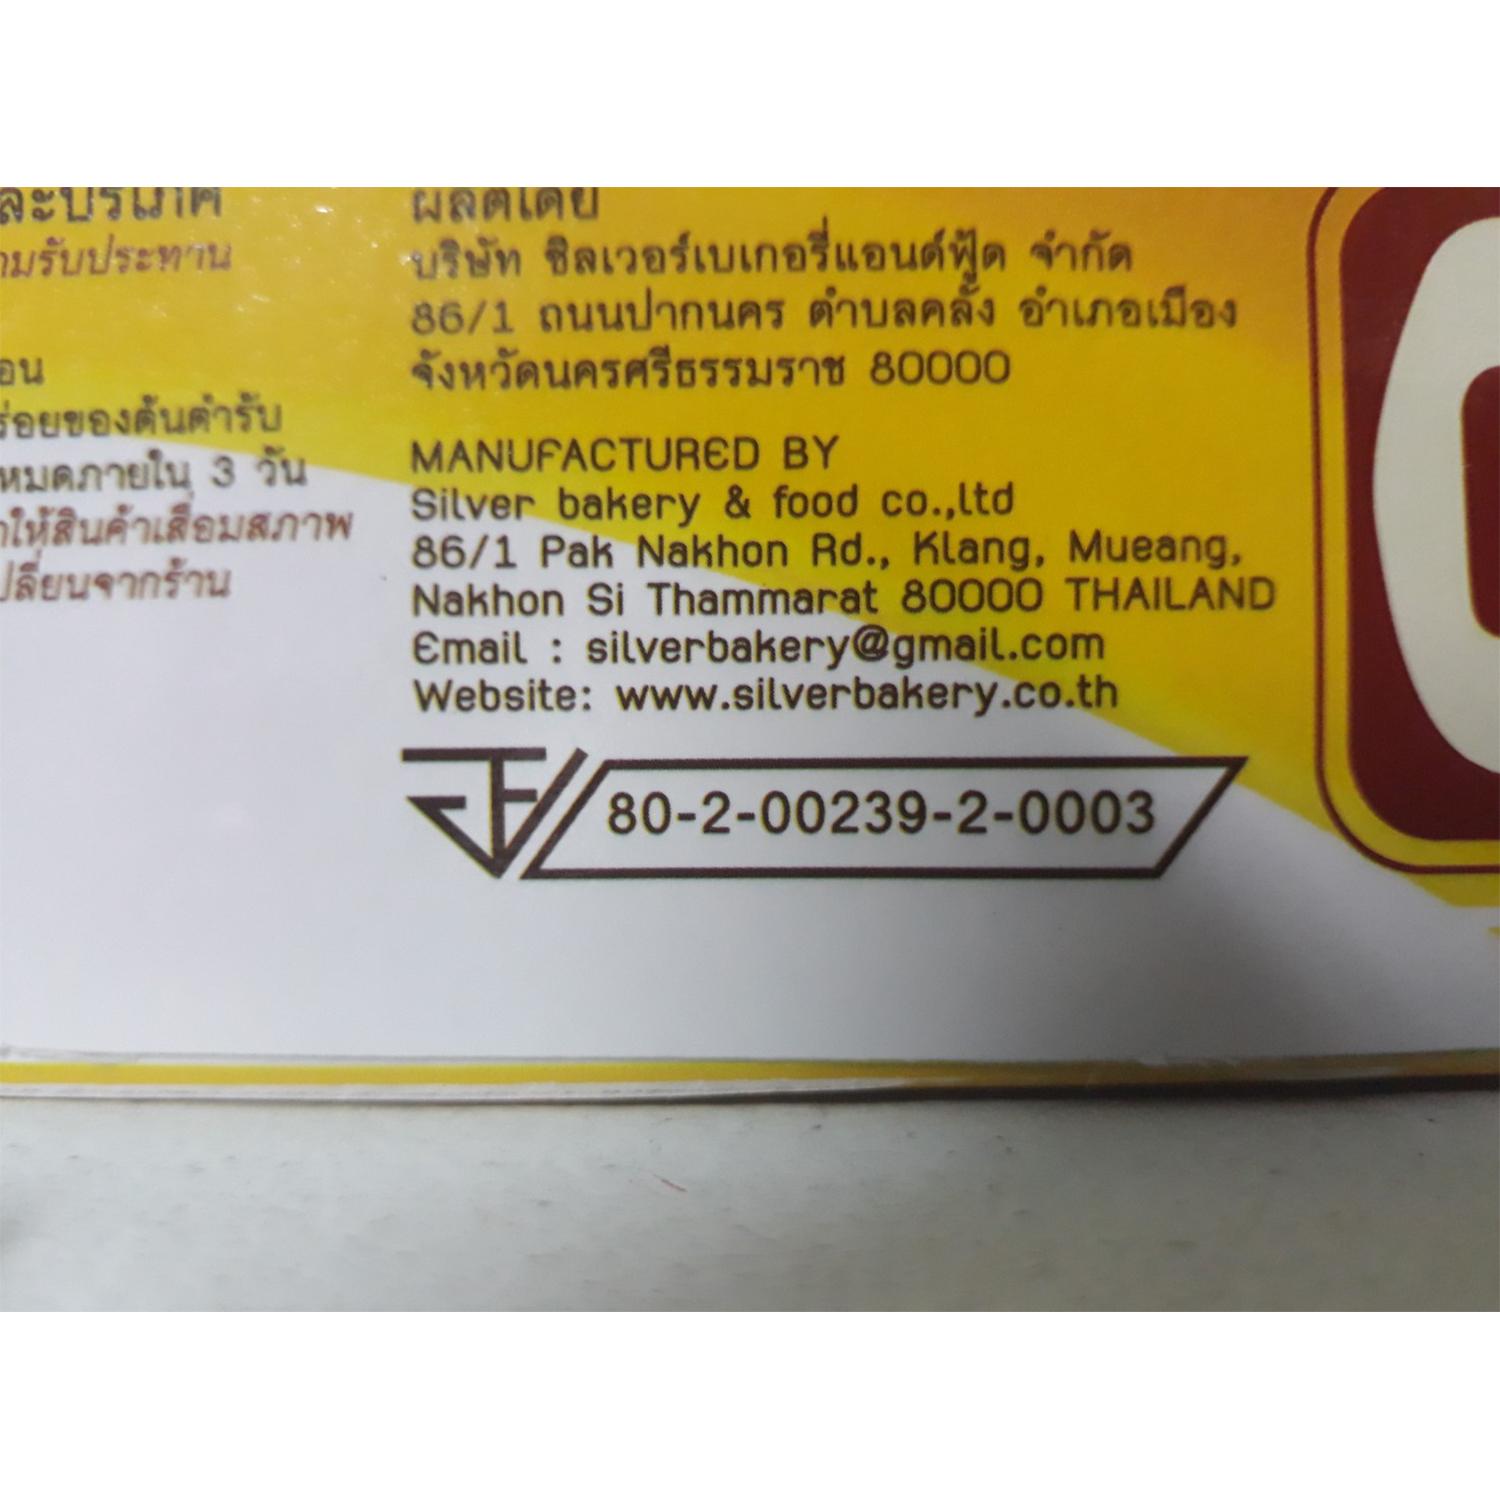 ละบริโภค
ามรับประทาน
อน
ร่อยของต้นตำรับ
หมดภายใน 3 วัน
าให้สินค้าเสื่อมสภาพ
ปลี่ยนจากร้าน
ผลิตโดย
บริษัท ซิลเวอร์เบเกอรี่แอนด์ฟู้ด จำกัด
86/1 ถนนปากนคร ตำบลคลัง อำเภอเมือง
จังหวัดนครศรีธรรมราช 80000
MANUFACTURED BY
Silver bakery & food co.,ltd
86/1 Pak Nakhon Rd., Klang, Mueang,
Nakhon Si Thammarat 80000 THAILAND
Email : silverbakery@gmail.com
Website: www.silverbakery.co.th
80-2-00239-2-0003